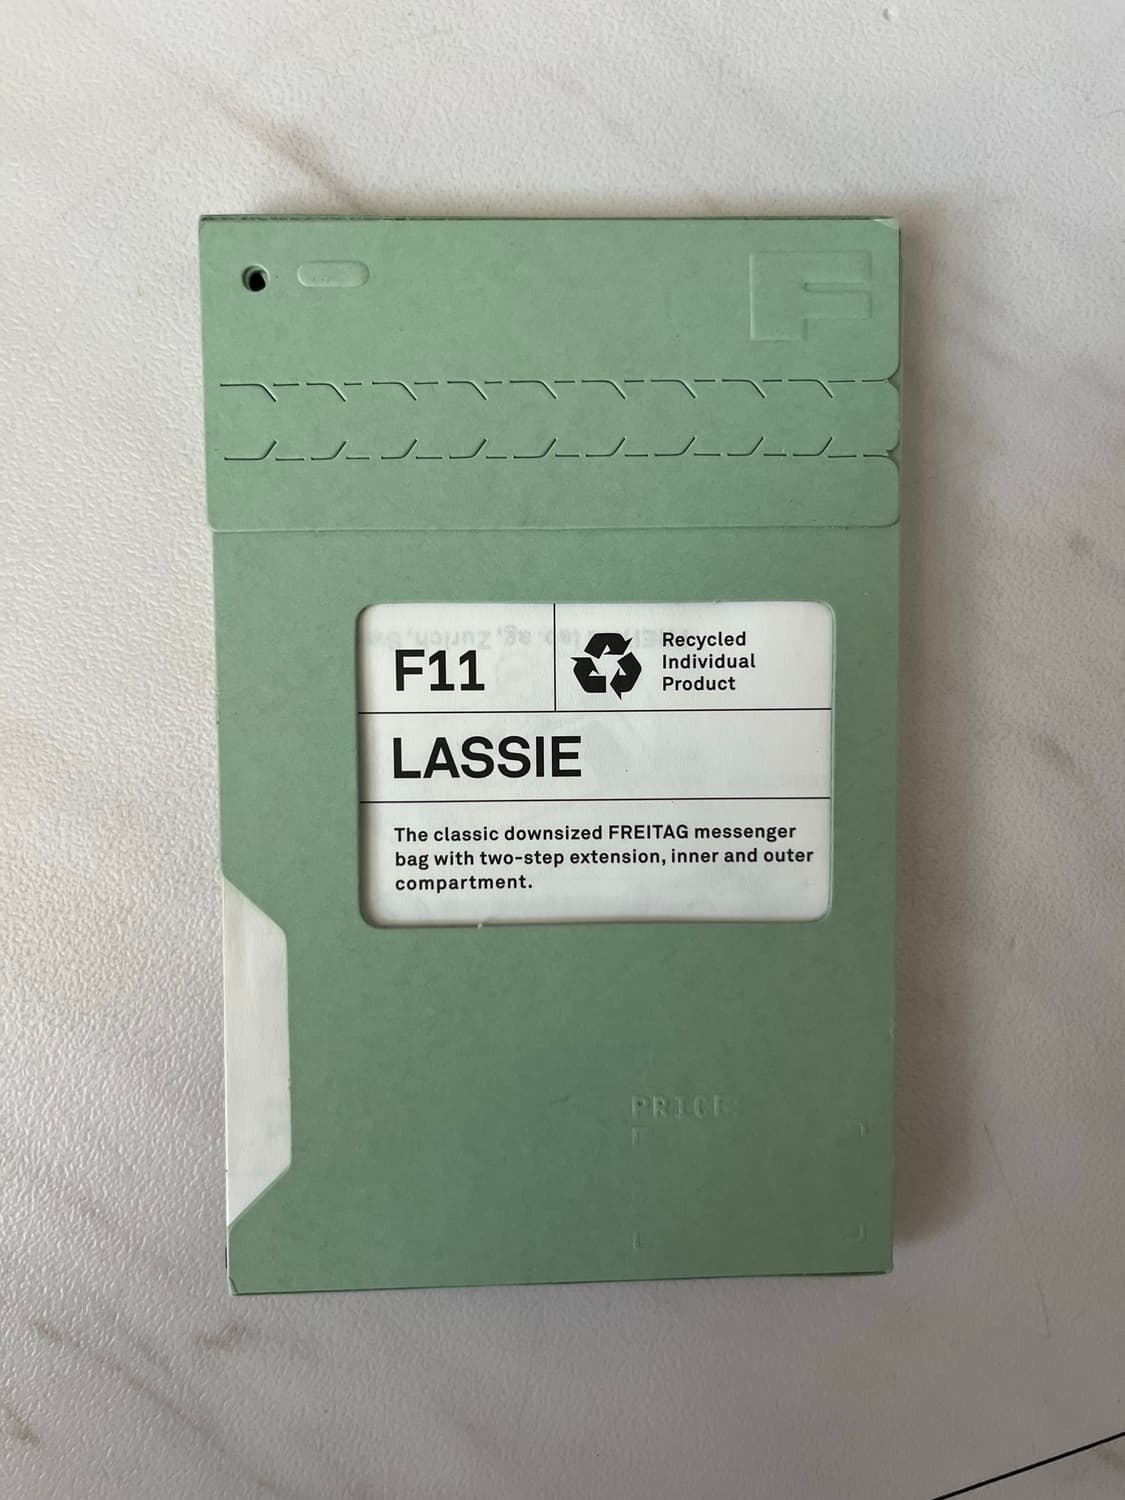 F
F11
Recycled
Individual
Product
LASSIE
The classic downsized FREITAG messenger
bag with two-step extension, inner and outer
compartment.
PRICE: